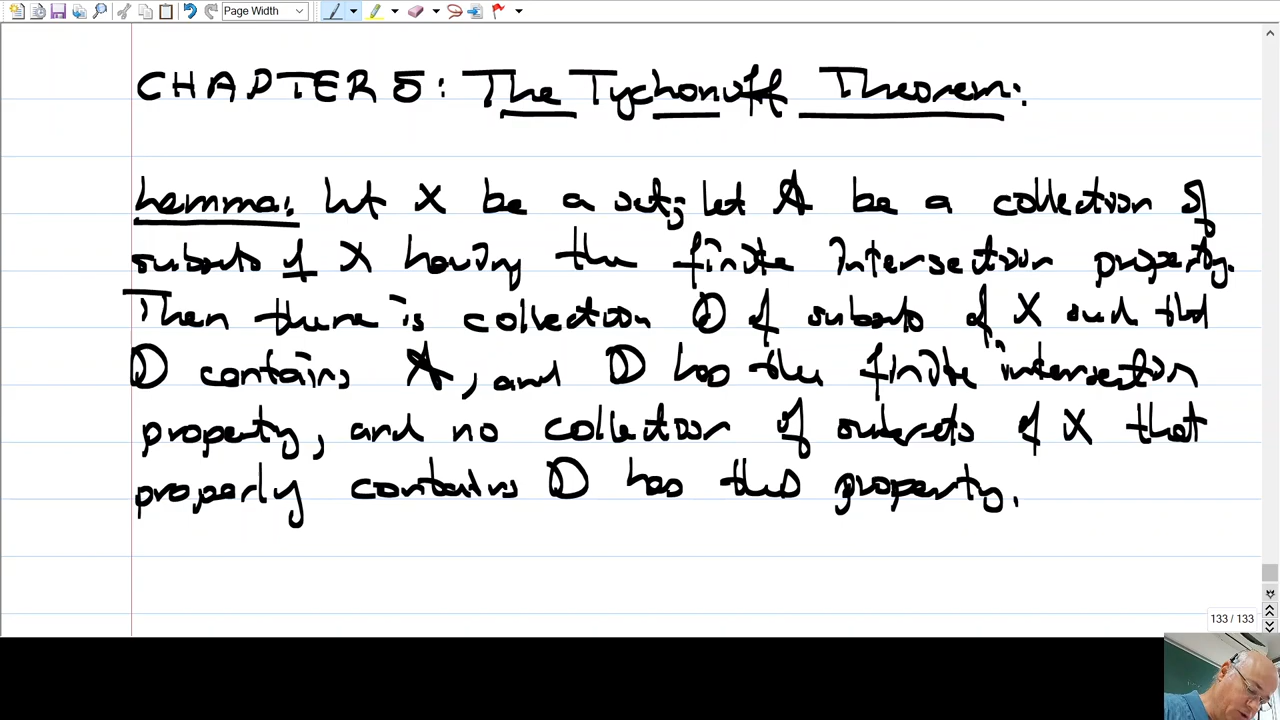 Page Width
CHAPTER 5: The Tychonoff Theorem:
Lemma: Let X be a set; let A be a collection of
subsets of X having the finite intersection property.
Then there is collection D of subsets of X such that
D contains A, and D has the finite intersection
property, and no collection of subsets of X that
properly contains D has this property.
133 / 133